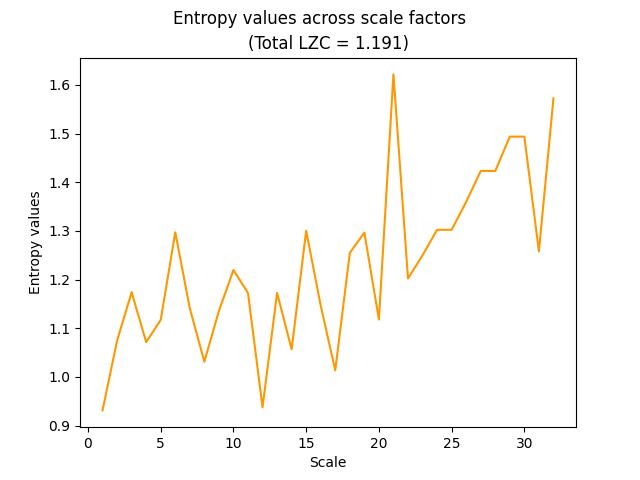 Entropy values across scale factors
(Total LZC = 1.191)
1.6
1.5
1.4
1.3
1.2
1.1
1.0
0.9
Entropy values
0 5 10 15 20 25 30
Scale